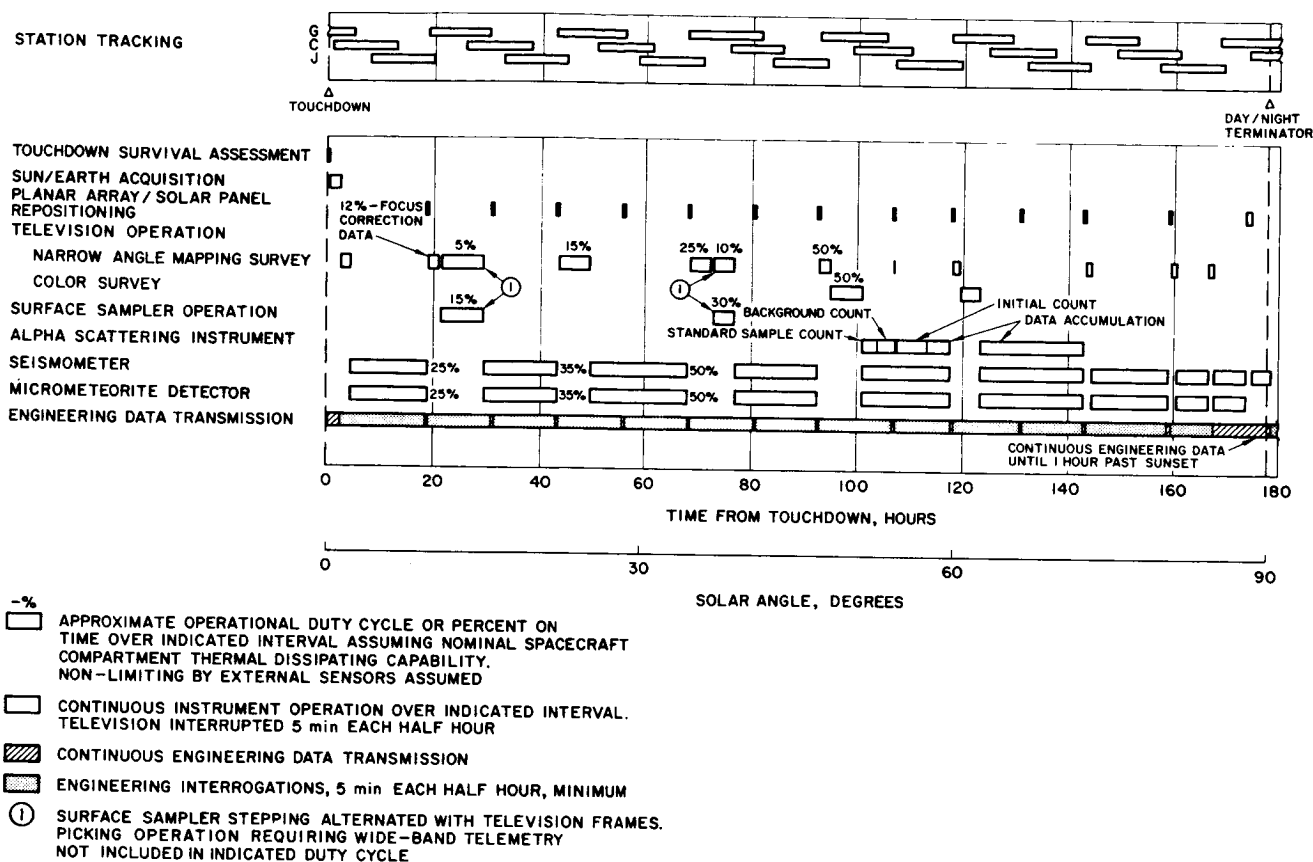 STATION TRACKING
G
C
J
TOUCHDOWN
DAY/NIGHT
TERMINATOR
TOUCHDOWN SURVIVAL ASSESSMENT
SUN/EARTH ACQUISITION
PLANAR ARRAY/SOLAR PANEL
REPOSITIONING
12%-FOCUS
CORRECTION
DATA
TELEVISION OPERATION
5% 15% 25% 10% 50%
NARROW ANGLE MAPPING SURVEY
COLOR SURVEY
1 1 50%
15% 30%
SURFACE SAMPLER OPERATION
BACKGROUND COUNT
INITIAL COUNT
STANDARD SAMPLE COUNT
DATA ACCUMULATION
ALPHA SCATTERING INSTRUMENT
SEISMOMETER 25% 35% 50%
MICROMETEORITE DETECTOR 25% 35% 50%
ENGINEERING DATA TRANSMISSION
CONTINUOUS ENGINEERING DATA
UNTIL 1 HOUR PAST SUNSET
0 20 40 60 80 100 120 140 160 180
TIME FROM TOUCHDOWN, HOURS
0 30 60 90
SOLAR ANGLE, DEGREES
-%
APPROXIMATE OPERATIONAL DUTY CYCLE OR PERCENT ON
TIME OVER INDICATED INTERVAL ASSUMING NOMINAL SPACECRAFT
COMPARTMENT THERMAL DISSIPATING CAPABILITY.
NON-LIMITING BY EXTERNAL SENSORS ASSUMED
CONTINUOUS INSTRUMENT OPERATION OVER INDICATED INTERVAL.
TELEVISION INTERRUPTED 5 min EACH HALF HOUR
CONTINUOUS ENGINEERING DATA TRANSMISSION
ENGINEERING INTERROGATIONS, 5 min EACH HALF HOUR, MINIMUM
1 SURFACE SAMPLER STEPPING ALTERNATED WITH TELEVISION FRAMES.
PICKING OPERATION REQUIRING WIDE-BAND TELEMETRY
NOT INCLUDED IN INDICATED DUTY CYCLE